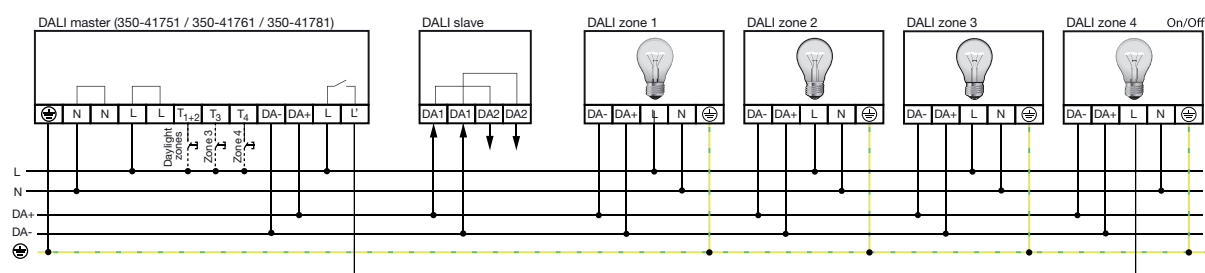 DALI master (350-41751 / 350-41761 / 350-41781) DALI slave DALI zone 1 DALI zone 2 DALI zone 3 DALI zone 4 On/Off
N N L L T1+2 T3 T4 DA- DA+ L L' DA1 DA1 DA2 DA2 DA- DA+ L N DA- DA+ L N DA- DA+ L N DA- DA+ L N
Daylight
zones
Zone 3
Zone 4
L
N
DA+
DA-